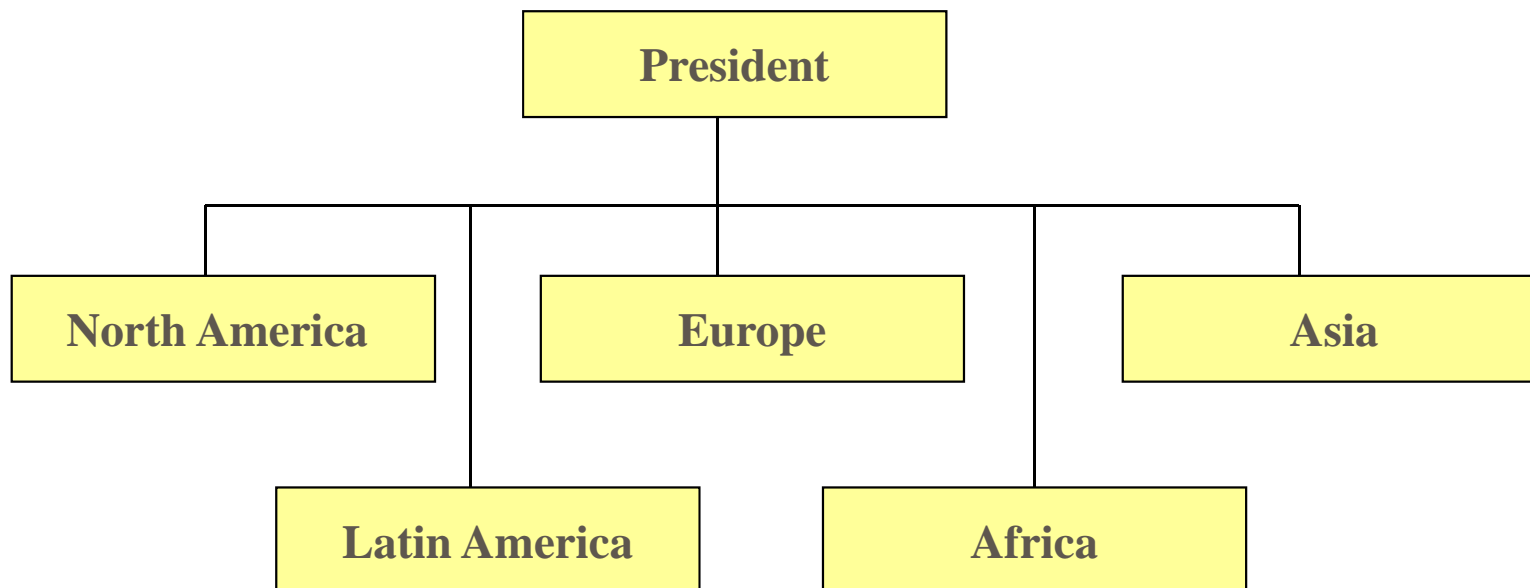 President
North America
Europe
Asia
Latin America
Africa